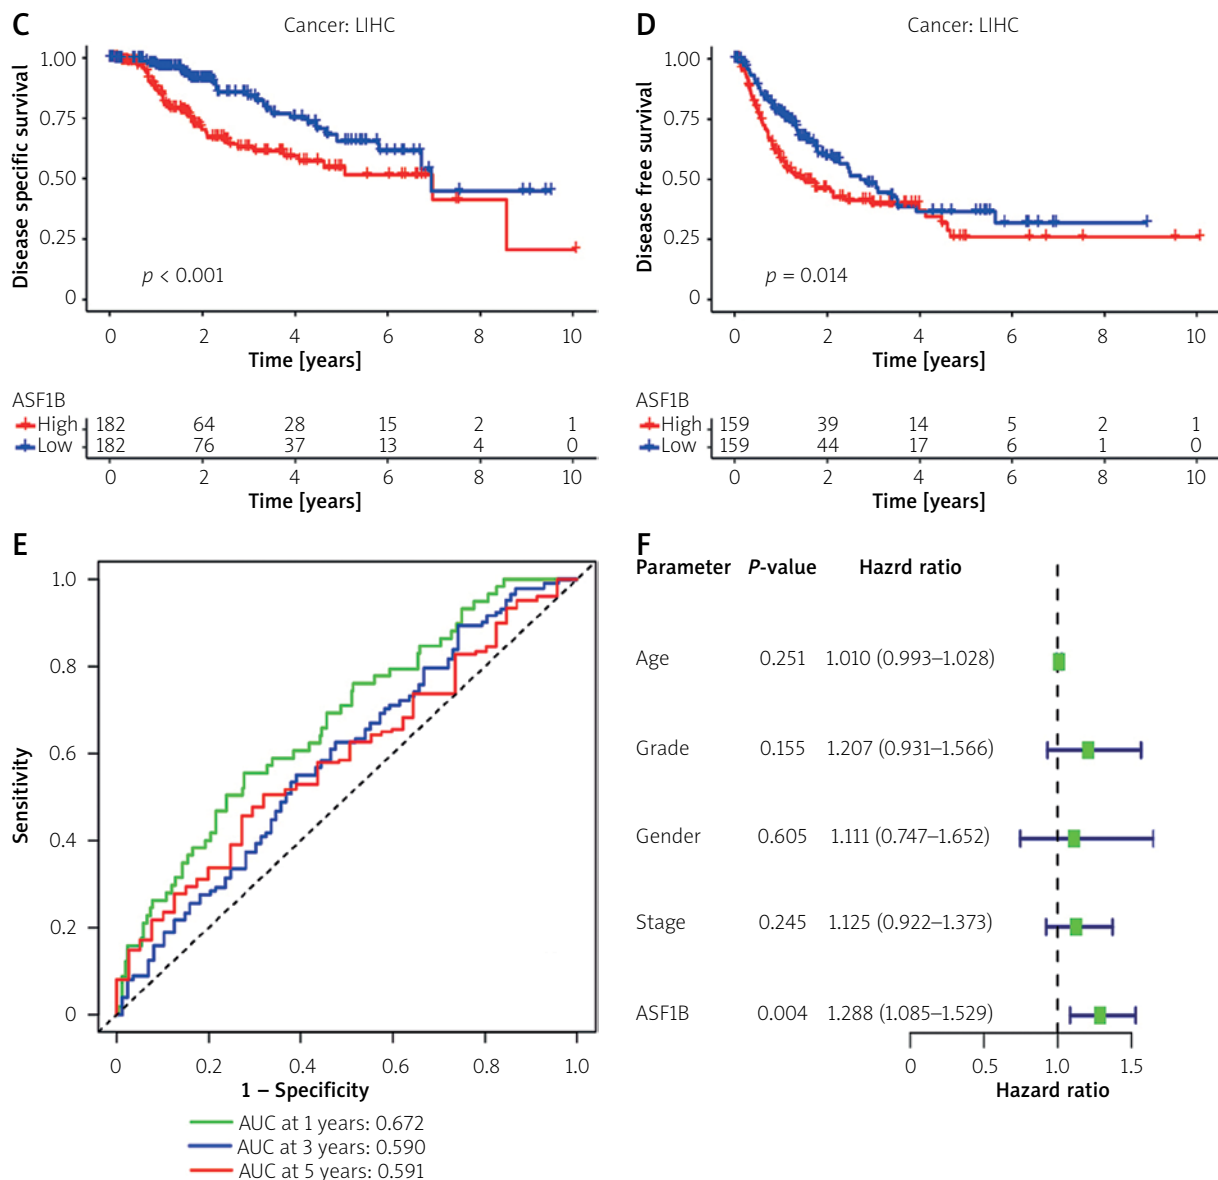 C
Cancer: LIHC
Disease specific survival
1.00
0.75
0.50
0.25
0
p < 0.001
0 2 4 6 8 10
Time [years]
ASF1B
High 182 64 28 15 2 1
Low 182 76 37 13 4 0
0 2 4 6 8 10
Time [years]
D
Cancer: LIHC
Disease free survival
1.00
0.75
0.50
0.25
0
p = 0.014
0 2 4 6 8 10
Time [years]
ASF1B
High 159 39 14 5 2 1
Low 159 44 17 6 1 0
0 2 4 6 8 10
Time [years]
E
Sensitivity
1.0
0.8
0.6
0.4
0.2
0
0 0.2 0.4 0.6 0.8 1.0
1 – Specificity
AUC at 1 years: 0.672
AUC at 3 years: 0.590
AUC at 5 years: 0.591
F
Parameter P-value Hazrd ratio
Age 0.251 1.010 (0.993–1.028)
Grade 0.155 1.207 (0.931–1.566)
Gender 0.605 1.111 (0.747–1.652)
Stage 0.245 1.125 (0.922–1.373)
ASF1B 0.004 1.288 (1.085–1.529)
0 0.5 1.0 1.5
Hazard ratio